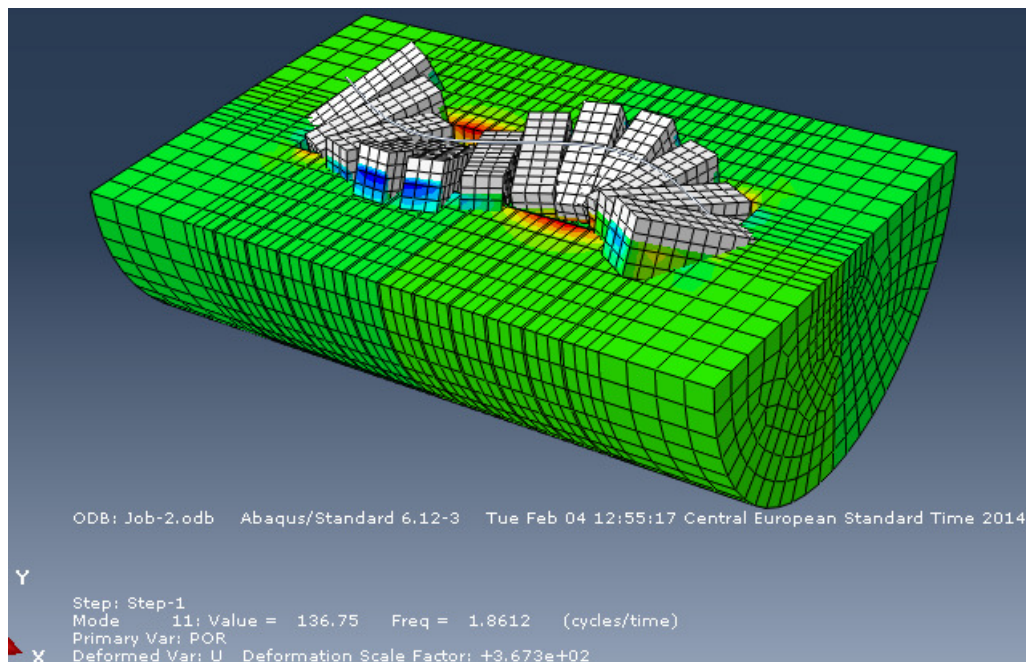 ODB: Job-2.odb Abaqus/Standard 6.12-3 Tue Feb 04 12:55:17 Central European Standard Time 2014
Y
Step: Step-1
Mode 11: Value = 136.75 Freq = 1.8612 (cycles/time)
Primary Var: POR
X Deformed Var: U Deformation Scale Factor: +3.673e+02